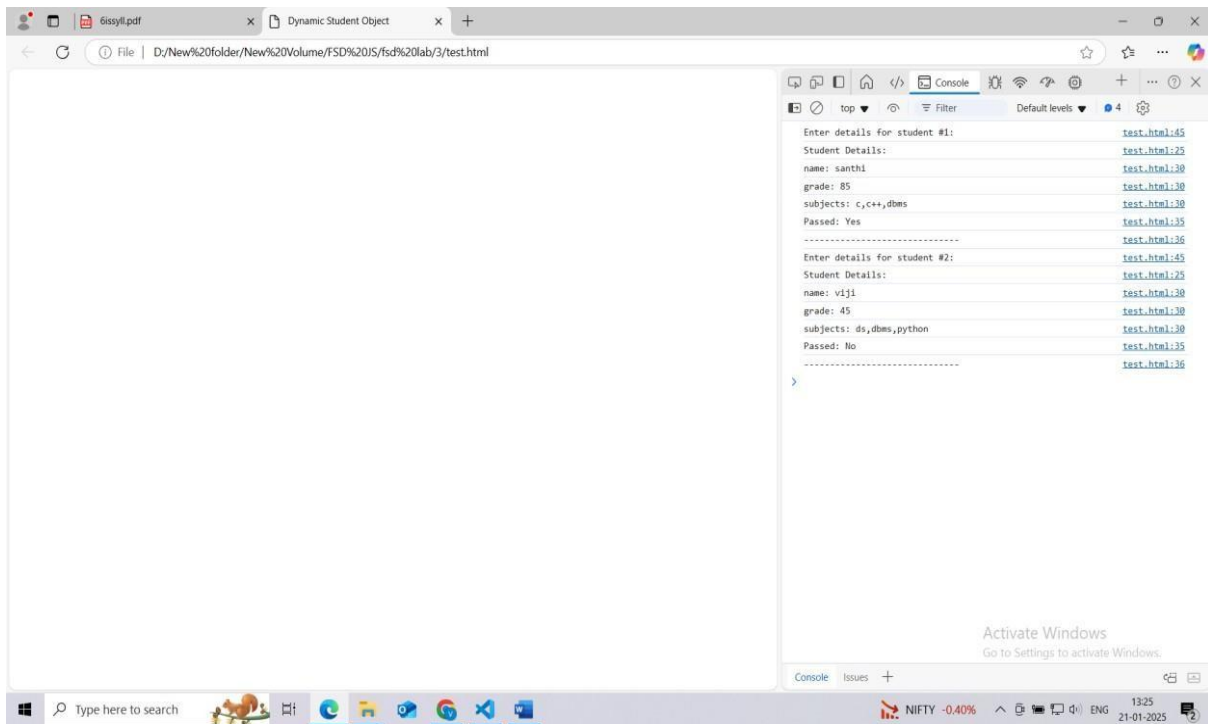 6issyll.pdf
Dynamic Student Object
File | D:/New%20folder/New%20Volume/FSD%20JS/fsd%20lab/3/test.html
Console
top ▼ Filter Default levels ▼ 4
Enter details for student #1: test.html:45
Student Details: test.html:25
name: santhi test.html:30
grade: 85 test.html:30
subjects: c,c++,dbms test.html:30
Passed: Yes test.html:35
------------------------------ test.html:36
Enter details for student #2: test.html:45
Student Details: test.html:25
name: viji test.html:30
grade: 45 test.html:30
subjects: ds,dbms,python test.html:30
Passed: No test.html:35
------------------------------ test.html:36
Activate Windows
Go to Settings to activate Windows.
Console Issues
Type here to search
NIFTY -0.40% ENG
13:25
21-01-2025
2